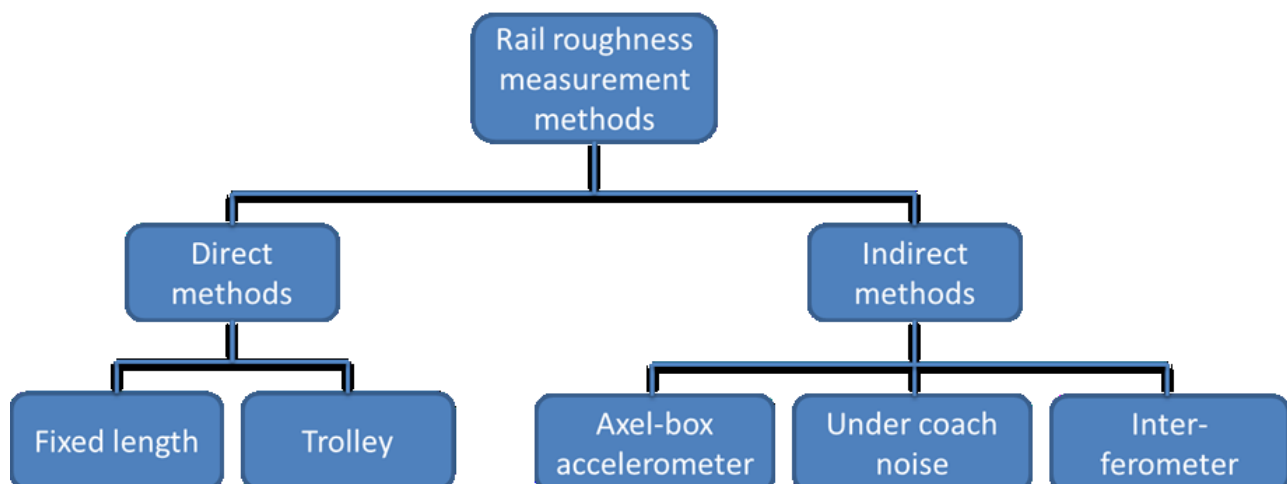 Rail roughness
measurement
methods
Direct
methods
Indirect
methods
Fixed length
Trolley
Axel-box
accelerometer
Under coach
noise
Inter-
ferometer